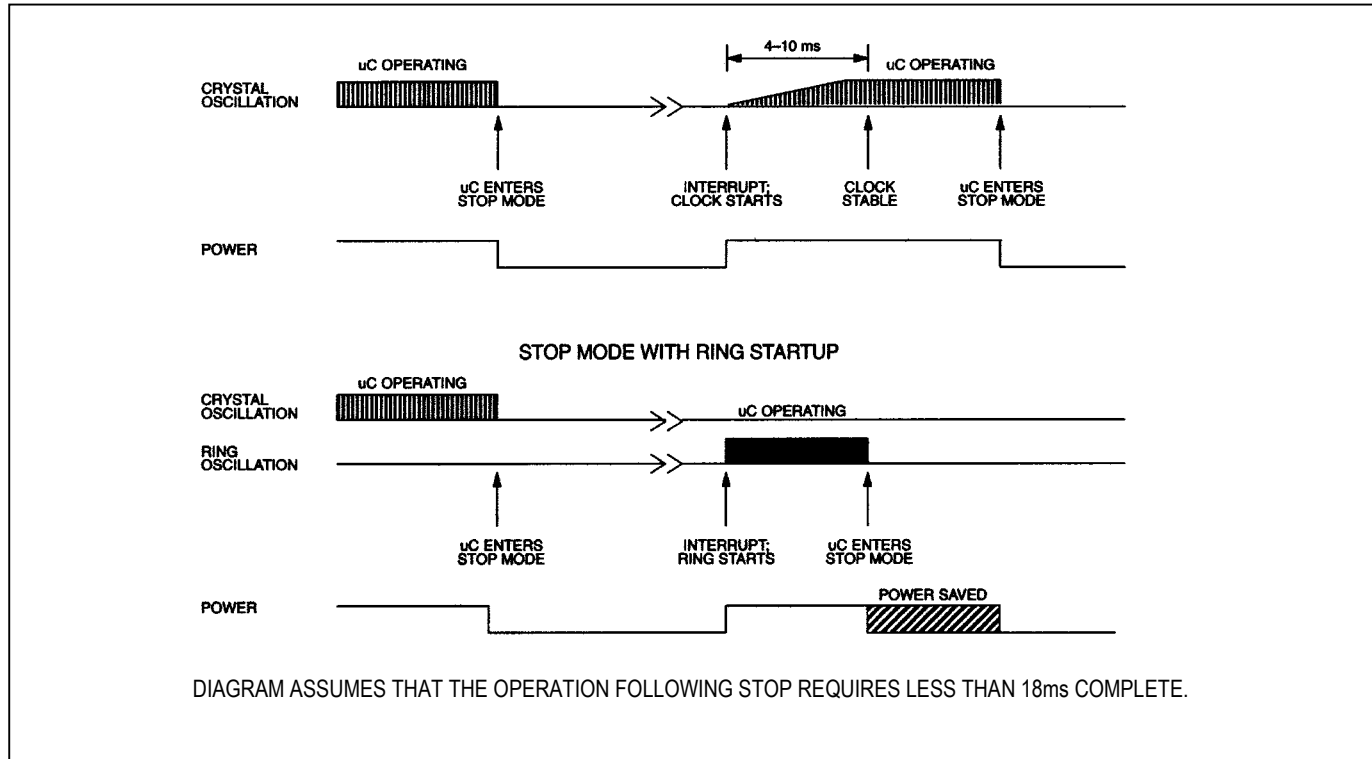 4–10 ms
uC OPERATING
uC OPERATING
CRYSTAL
OSCILLATION
uC ENTERS
STOP MODE
INTERRUPT;
CLOCK STARTS
CLOCK
STABLE
uC ENTERS
STOP MODE
POWER
STOP MODE WITH RING STARTUP
uC OPERATING
CRYSTAL
OSCILLATION
uC OPERATING
RING
OSCILLATION
uC ENTERS
STOP MODE
INTERRUPT;
RING STARTS
uC ENTERS
STOP MODE
POWER
POWER SAVED
DIAGRAM ASSUMES THAT THE OPERATION FOLLOWING STOP REQUIRES LESS THAN 18ms COMPLETE.